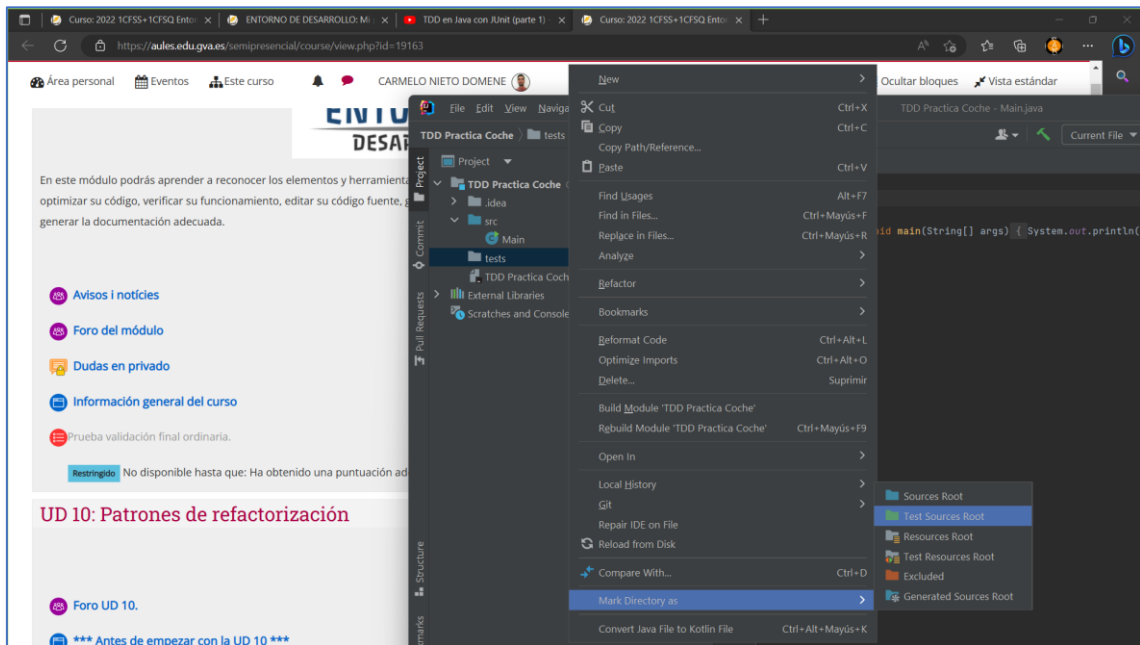 Curso: 2022 1CFSS+1CFSQ Entor
ENTORNO DE DESARROLLO: Mi
TDD en Java con JUnit (parte 1)
Curso: 2022 1CFSS+1CFSQ Entor
https://aules.edu.gva.es/semipresencial/course/view.php?id=19163
Área personal
Eventos
Este curso
CARMELO NIETO DOMENE
Ocultar bloques
Vista estándar
En este módulo podrás aprender a reconocer los elementos y herramienta
optimizar su código, verificar su funcionamiento, editar su código fuente,
generar la documentación adecuada.
Avisos i notícies
Foro del módulo
Dudas en privado
Información general del curso
Prueba validación final ordinaria.
Restringido No disponible hasta que: Ha obtenido una puntuación ad
UD 10: Patrones de refactorización
Foro UD 10.
*** Antes de empezar con la UD 10 ***
File Edit View Naviga
TDD Practica Coche - Main.java
TDD Practica Coche
tests
Current File
Project
Project
Commit
Pull Requests
Structure
TDD Practica Coche
.idea
src
Main
tests
TDD Practica Coch
External Libraries
Scratches and Console
id main(String[] args) { System.out.println(
New
Cut Ctrl+X
Copy Ctrl+C
Copy Path/Reference...
Paste Ctrl+V
Find Usages Alt+F7
Find in Files... Ctrl+Mayús+F
Replace in Files... Ctrl+Mayús+R
Analyze
Refactor
Bookmarks
Reformat Code Ctrl+Alt+L
Optimize Imports Ctrl+Alt+O
Delete... Suprimir
Build Module 'TDD Practica Coche'
Rebuild Module 'TDD Practica Coche' Ctrl+Mayús+F9
Open In
Local History
Git
Repair IDE on File
Reload from Disk
Compare With... Ctrl+D
Mark Directory as
Convert Java File to Kotlin File Ctrl+Alt+Mayús+K
Sources Root
Test Sources Root
Resources Root
Test Resources Root
Excluded
Generated Sources Root